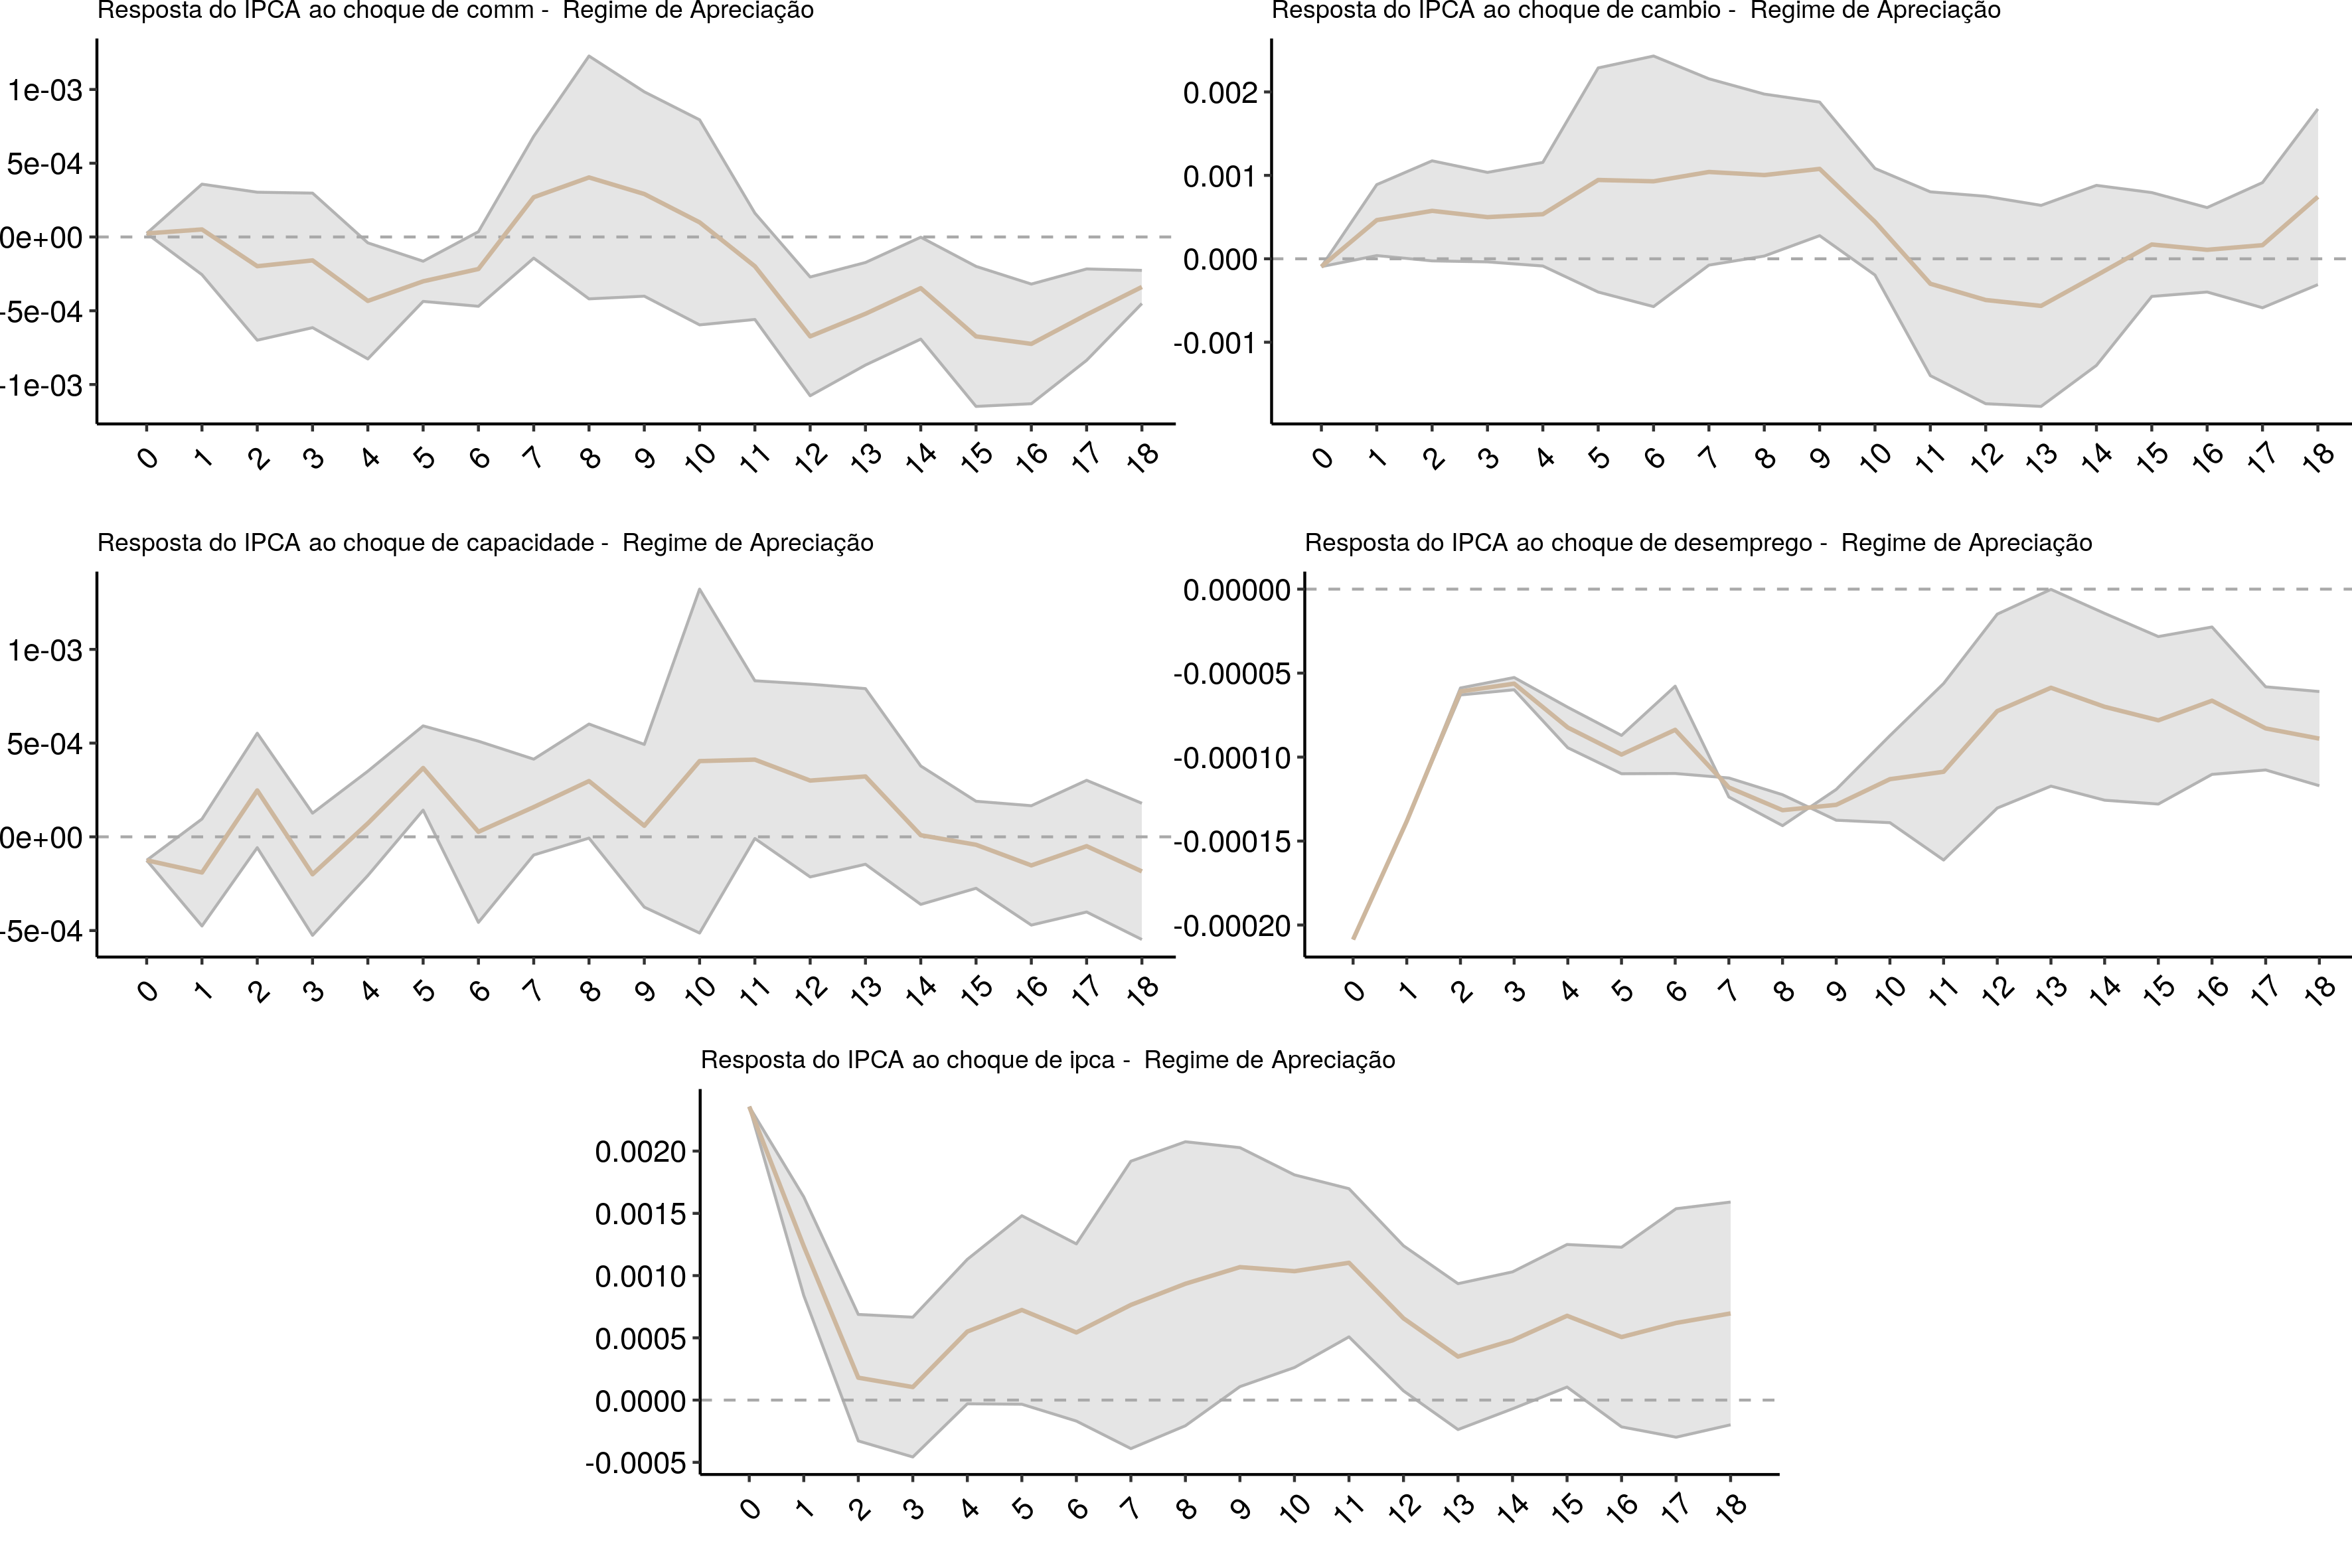 Resposta do IPCA ao choque de comm -  Regime de Apreciação
1e-03
5e-04
0e+00
-5e-04
-1e-03
0 1 2 3 4 5 6 7 8 9 10 11 12 13 14 15 16 17 18
Resposta do IPCA ao choque de cambio -  Regime de Apreciação
0.002
0.001
0.000
-0.001
0 1 2 3 4 5 6 7 8 9 10 11 12 13 14 15 16 17 18
Resposta do IPCA ao choque de capacidade -  Regime de Apreciação
1e-03
5e-04
0e+00
-5e-04
0 1 2 3 4 5 6 7 8 9 10 11 12 13 14 15 16 17 18
Resposta do IPCA ao choque de desemprego -  Regime de Apreciação
0.00000
-0.00005
-0.00010
-0.00015
-0.00020
0 1 2 3 4 5 6 7 8 9 10 11 12 13 14 15 16 17 18
Resposta do IPCA ao choque de ipca -  Regime de Apreciação
0.0020
0.0015
0.0010
0.0005
0.0000
-0.0005
0 1 2 3 4 5 6 7 8 9 10 11 12 13 14 15 16 17 18